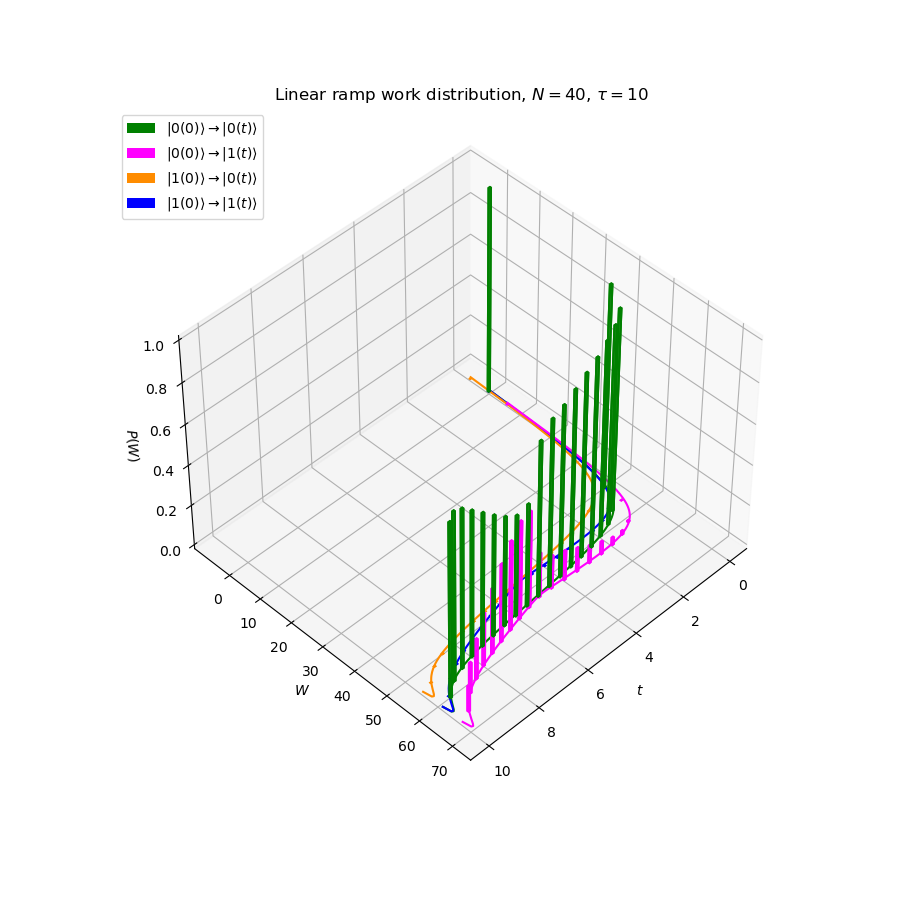 Linear ramp work distribution, $N = 40$, $\tau = 10$
|0(0)⟩ → |0(t)⟩
|0(0)⟩ → |1(t)⟩
|1(0)⟩ → |0(t)⟩
|1(0)⟩ → |1(t)⟩
1.0
0.8
0.6
0.4
0.2
0.0
P(W)
0
10
20
30
40
50
60
70
W
0
2
4
6
8
10
t